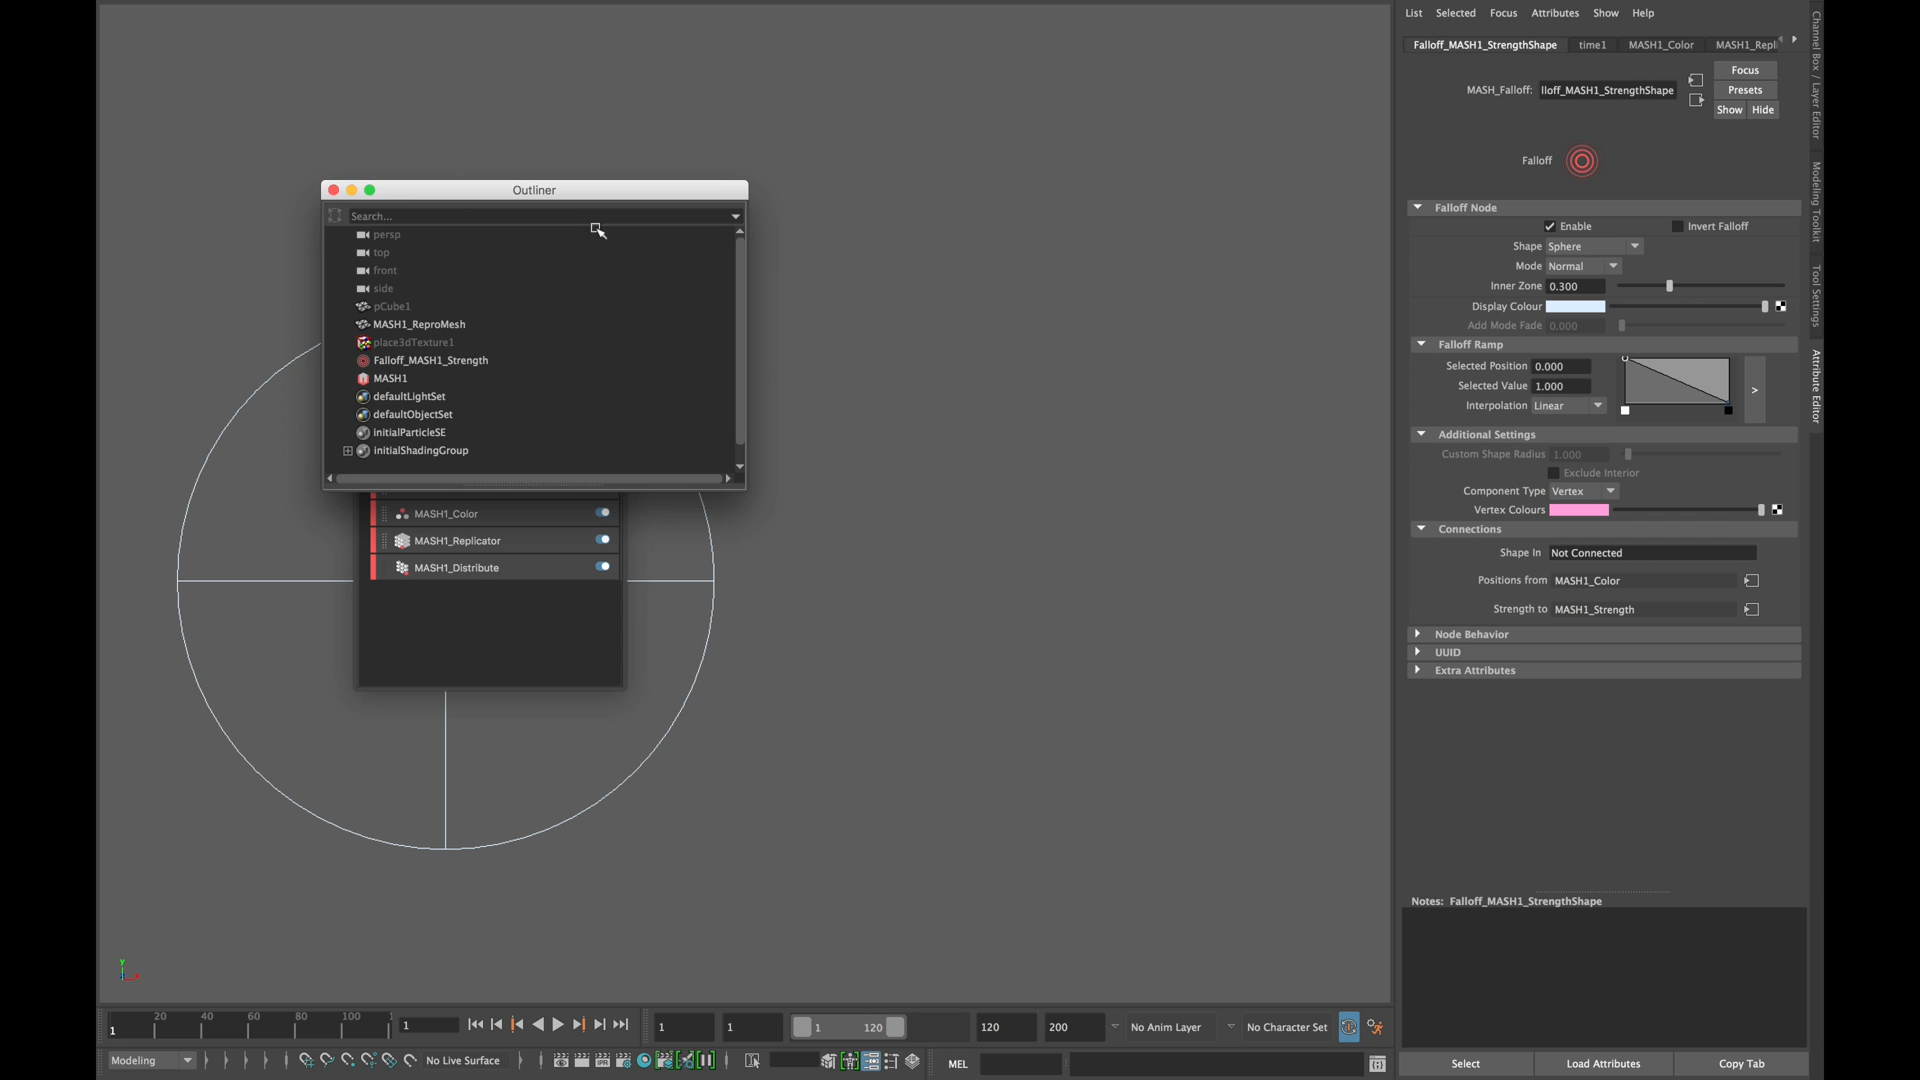 List Selected Focus Attributes Show Help
Falloff_MASH1_StrengthShape time1 MASH1_Color MASH1_Repli
MASH_Falloff: lloff_MASH1_StrengthShape
Focus
Presets
Show Hide
Falloff
Falloff Node
Enable Invert Falloff
Shape Sphere
Mode Normal
Inner Zone 0.300
Display Colour
Add Mode Fade 0.000
Falloff Ramp
Selected Position 0.000
Selected Value 1.000
Interpolation Linear
>
Additional Settings
Custom Shape Radius 1.000
Exclude Interior
Component Type Vertex
Vertex Colours
Connections
Shape In Not Connected
Positions from MASH1_Color
Strength to MASH1_Strength
Node Behavior
UUID
Extra Attributes
Notes: Falloff_MASH1_StrengthShape
Select Load Attributes Copy Tab
Channel Box / Layer Editor
Modeling Toolkit
Tool Settings
Attribute Editor
Outliner
Search...
persp
top
front
side
pCube1
MASH1_ReproMesh
place3dTexture1
Falloff_MASH1_Strength
MASH1
defaultLightSet
defaultObjectSet
initialParticleSE
initialShadingGroup
MASH1_Color
MASH1_Replicator
MASH1_Distribute
y
x
1 20 40 60 80 100 1
1
1 1 1 120 120 200 No Anim Layer No Character Set
Modeling No Live Surface MEL